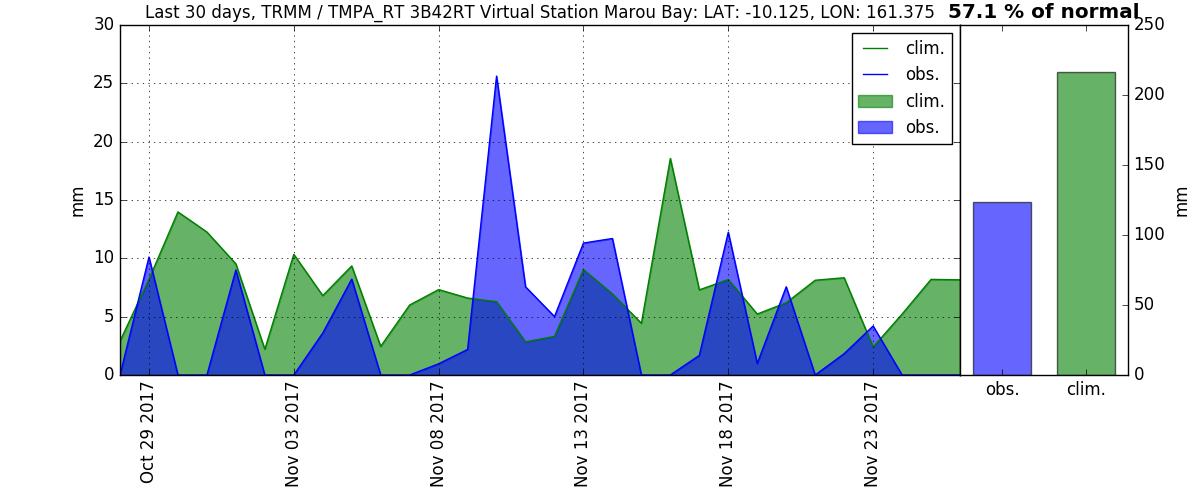 Last 30 days, TRMM / TMPA_RT 3B42RT Virtual Station Marou Bay: LAT: -10.125, LON: 161.375
57.1 % of normal
30
25
20
15
10
5
0
mm
clim.
obs.
clim.
obs.
Oct 29 2017
Nov 03 2017
Nov 08 2017
Nov 13 2017
Nov 18 2017
Nov 23 2017
250
200
150
100
50
0
mm
obs.
clim.